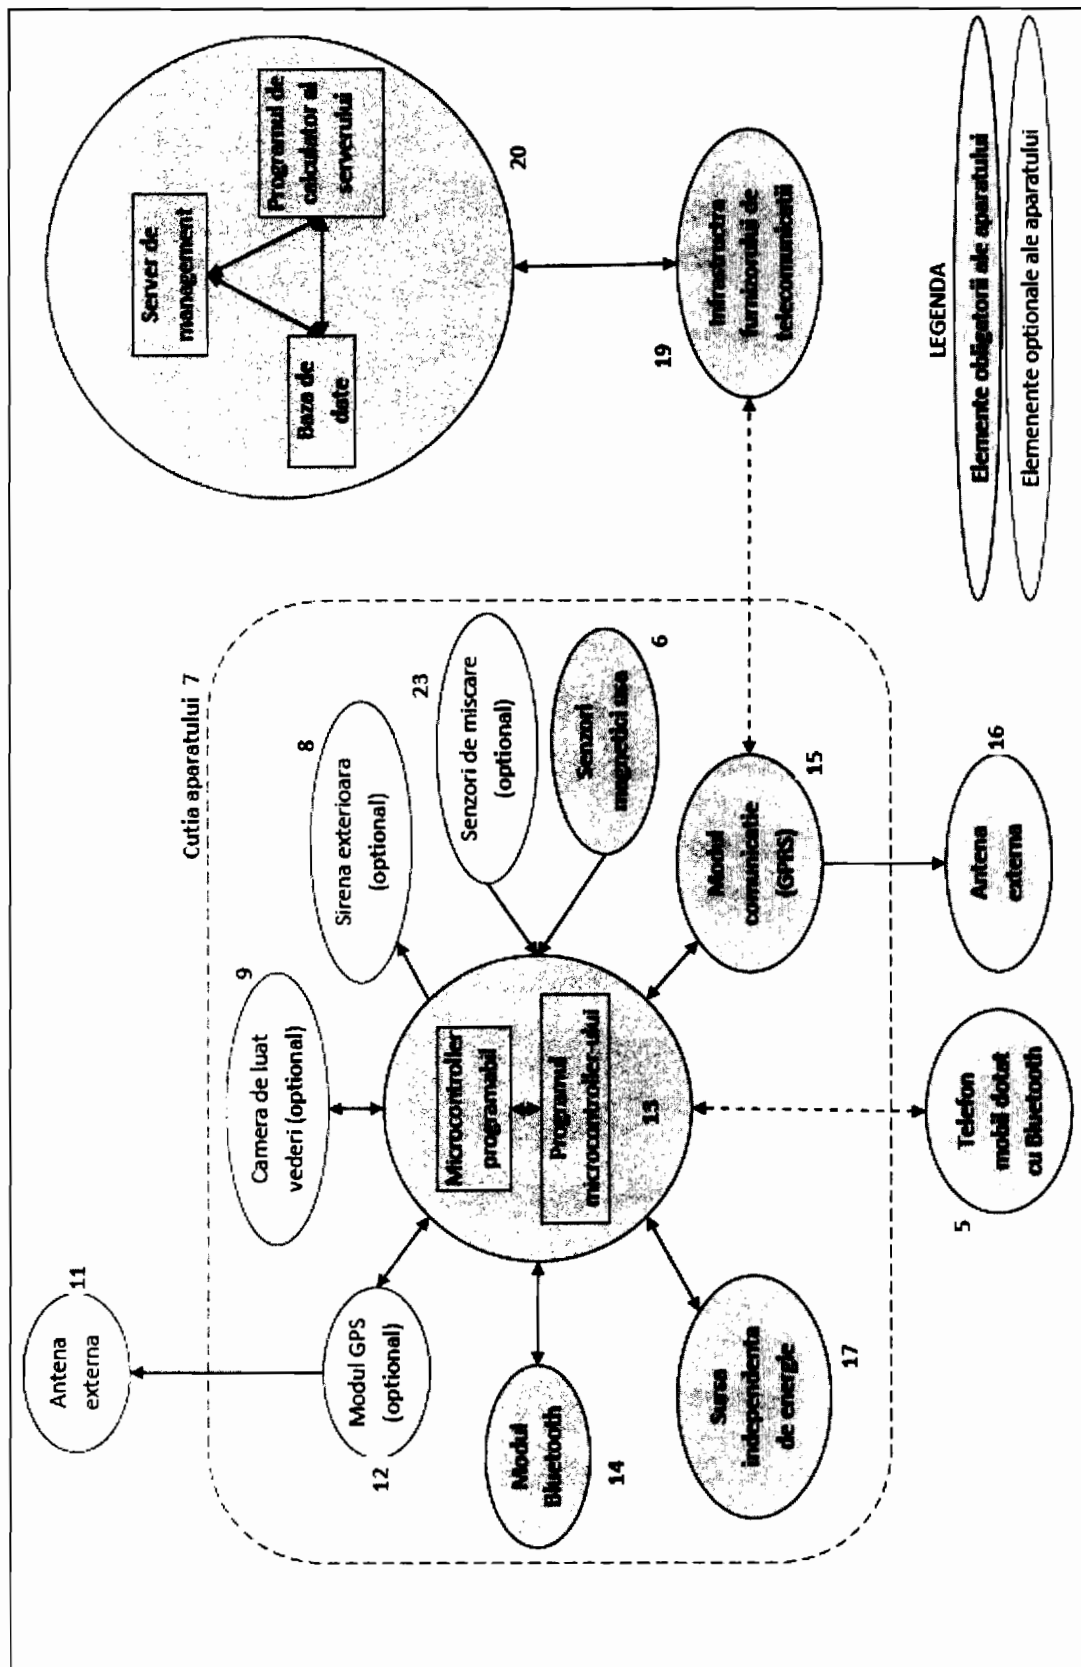 Antena
externa
11
Modul GPS
(optional)
12
Camera de luat
vederi (optional)
9
Sirena exterioara
(optional)
8
Cutia aparatului 7
Senzori de miscare
(optional)
23
Senzori
magnetici usa
6
Microcontroller
programabil
Programul
microcontroller-ului
13
Modul
Bluetooth
14
Sursa
independenta
de energie
17
Modul
comunicatie
(GPRS)
15
Antena
externa
16
Telefon
mobil dotat
cu Bluetooth
5
Server de
management
Baza de
date
Programul de
calculator al
serverului
20
Infrastructra
furnizorului de
telecomunicatii
19
LEGENDA
Elemente obligatorii ale aparatului
Elemenente optionale ale aparatului